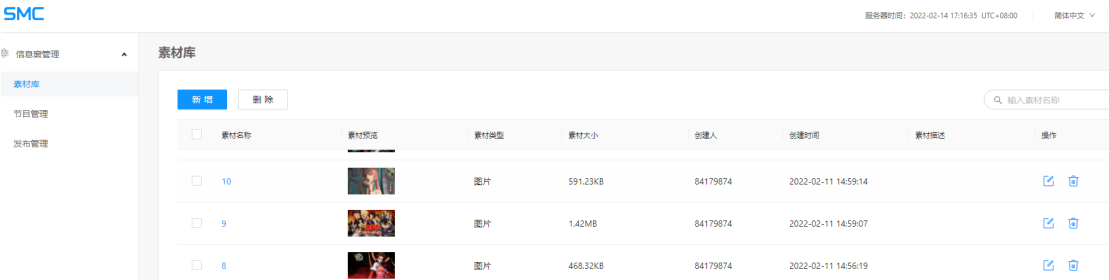 SMC
服务器时间：2022-02-14 17:16:35 UTC+08:00 简体中文
信息窗管理
素材库
节目管理
发布管理
素材库
新 增 删 除 输入素材名称
素材名称 素材预览 素材类型 素材大小 创建人 创建时间 素材描述 操作
10 图片 591.23KB 84179874 2022-02-11 14:59:14
9 图片 1.42MB 84179874 2022-02-11 14:59:07
8 图片 468.32KB 84179874 2022-02-11 14:56:19